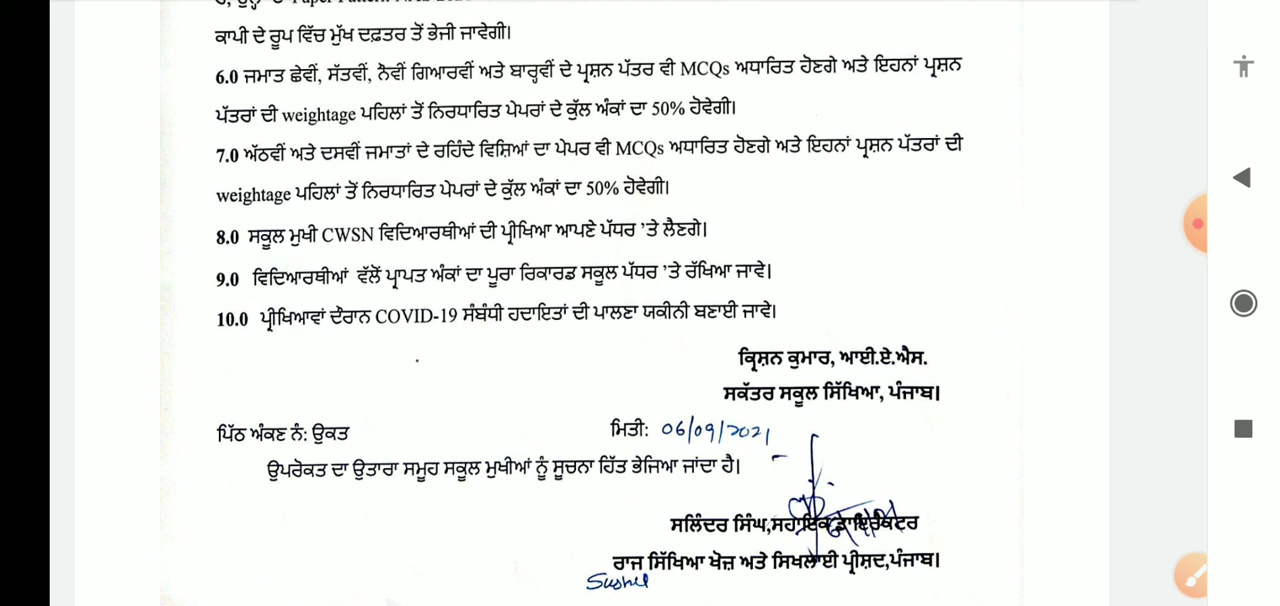 ਕਾਪੀ ਦੇ ਰੂਪ ਵਿੱਚ ਮੁੱਖ ਦਫ਼ਤਰ ਤੋਂ ਭੇਜੀ ਜਾਵੇਗੀ।
6.0 ਜਮਾਤ ਛੇਵੀਂ, ਸੱਤਵੀਂ, ਨੌਵੀਂ ਗਿਆਰਵੀਂ ਅਤੇ ਬਾਰ੍ਹਵੀਂ ਦੇ ਪ੍ਰਸ਼ਨ ਪੱਤਰ ਵੀ MCQs ਅਧਾਰਿਤ ਹੋਣਗੇ ਅਤੇ ਇਹਨਾਂ ਪ੍ਰਸ਼ਨ
ਪੱਤਰਾਂ ਦੀ weightage ਪਹਿਲਾਂ ਤੋਂ ਨਿਰਧਾਰਿਤ ਪੇਪਰਾਂ ਦੇ ਕੁੱਲ ਅੰਕਾਂ ਦਾ 50% ਹੋਵੇਗੀ।
7.0 ਅੱਠਵੀਂ ਅਤੇ ਦਸਵੀਂ ਜਮਾਤਾਂ ਦੇ ਰਹਿੰਦੇ ਵਿਸ਼ਿਆਂ ਦਾ ਪੇਪਰ ਵੀ MCQs ਅਧਾਰਿਤ ਹੋਣਗੇ ਅਤੇ ਇਹਨਾਂ ਪ੍ਰਸ਼ਨ ਪੱਤਰਾਂ ਦੀ
weightage ਪਹਿਲਾਂ ਤੋਂ ਨਿਰਧਾਰਿਤ ਪੇਪਰਾਂ ਦੇ ਕੁੱਲ ਅੰਕਾਂ ਦਾ 50% ਹੋਵੇਗੀ।
8.0 ਸਕੂਲ ਮੁਖੀ CWSN ਵਿਦਿਆਰਥੀਆਂ ਦੀ ਪ੍ਰੀਖਿਆ ਆਪਣੇ ਪੱਧਰ 'ਤੇ ਲੈਣਗੇ।
9.0 ਵਿਦਿਆਰਥੀਆਂ ਵੱਲੋਂ ਪ੍ਰਾਪਤ ਅੰਕਾਂ ਦਾ ਪੂਰਾ ਰਿਕਾਰਡ ਸਕੂਲ ਪੱਧਰ 'ਤੇ ਰੱਖਿਆ ਜਾਵੇ।
10.0 ਪ੍ਰੀਖਿਆਵਾਂ ਦੌਰਾਨ COVID-19 ਸੰਬੰਧੀ ਹਦਾਇਤਾਂ ਦੀ ਪਾਲਣਾ ਯਕੀਨੀ ਬਣਾਈ ਜਾਵੇ।
ਕ੍ਰਿਸ਼ਨ ਕੁਮਾਰ, ਆਈ.ਏ.ਐਸ.
ਸਕੱਤਰ ਸਕੂਲ ਸਿੱਖਿਆ, ਪੰਜਾਬ।
ਪਿੱਠ ਅੰਕਣ ਨੰ: ਉਕਤ ਮਿਤੀ: 06/09/2021
ਉਪਰੋਕਤ ਦਾ ਉਤਾਰਾ ਸਮੂਹ ਸਕੂਲ ਮੁਖੀਆਂ ਨੂੰ ਸੂਚਨਾ ਹਿੱਤ ਭੇਜਿਆ ਜਾਂਦਾ ਹੈ।
ਸਲਿੰਦਰ ਸਿੰਘ,ਸਹਾਇਕ ਡਾਇਰੈਕਟਰ
ਰਾਜ ਸਿੱਖਿਆ ਖੋਜ਼ ਅਤੇ ਸਿਖਲਾਈ ਪ੍ਰੀਸ਼ਦ,ਪੰਜਾਬ।